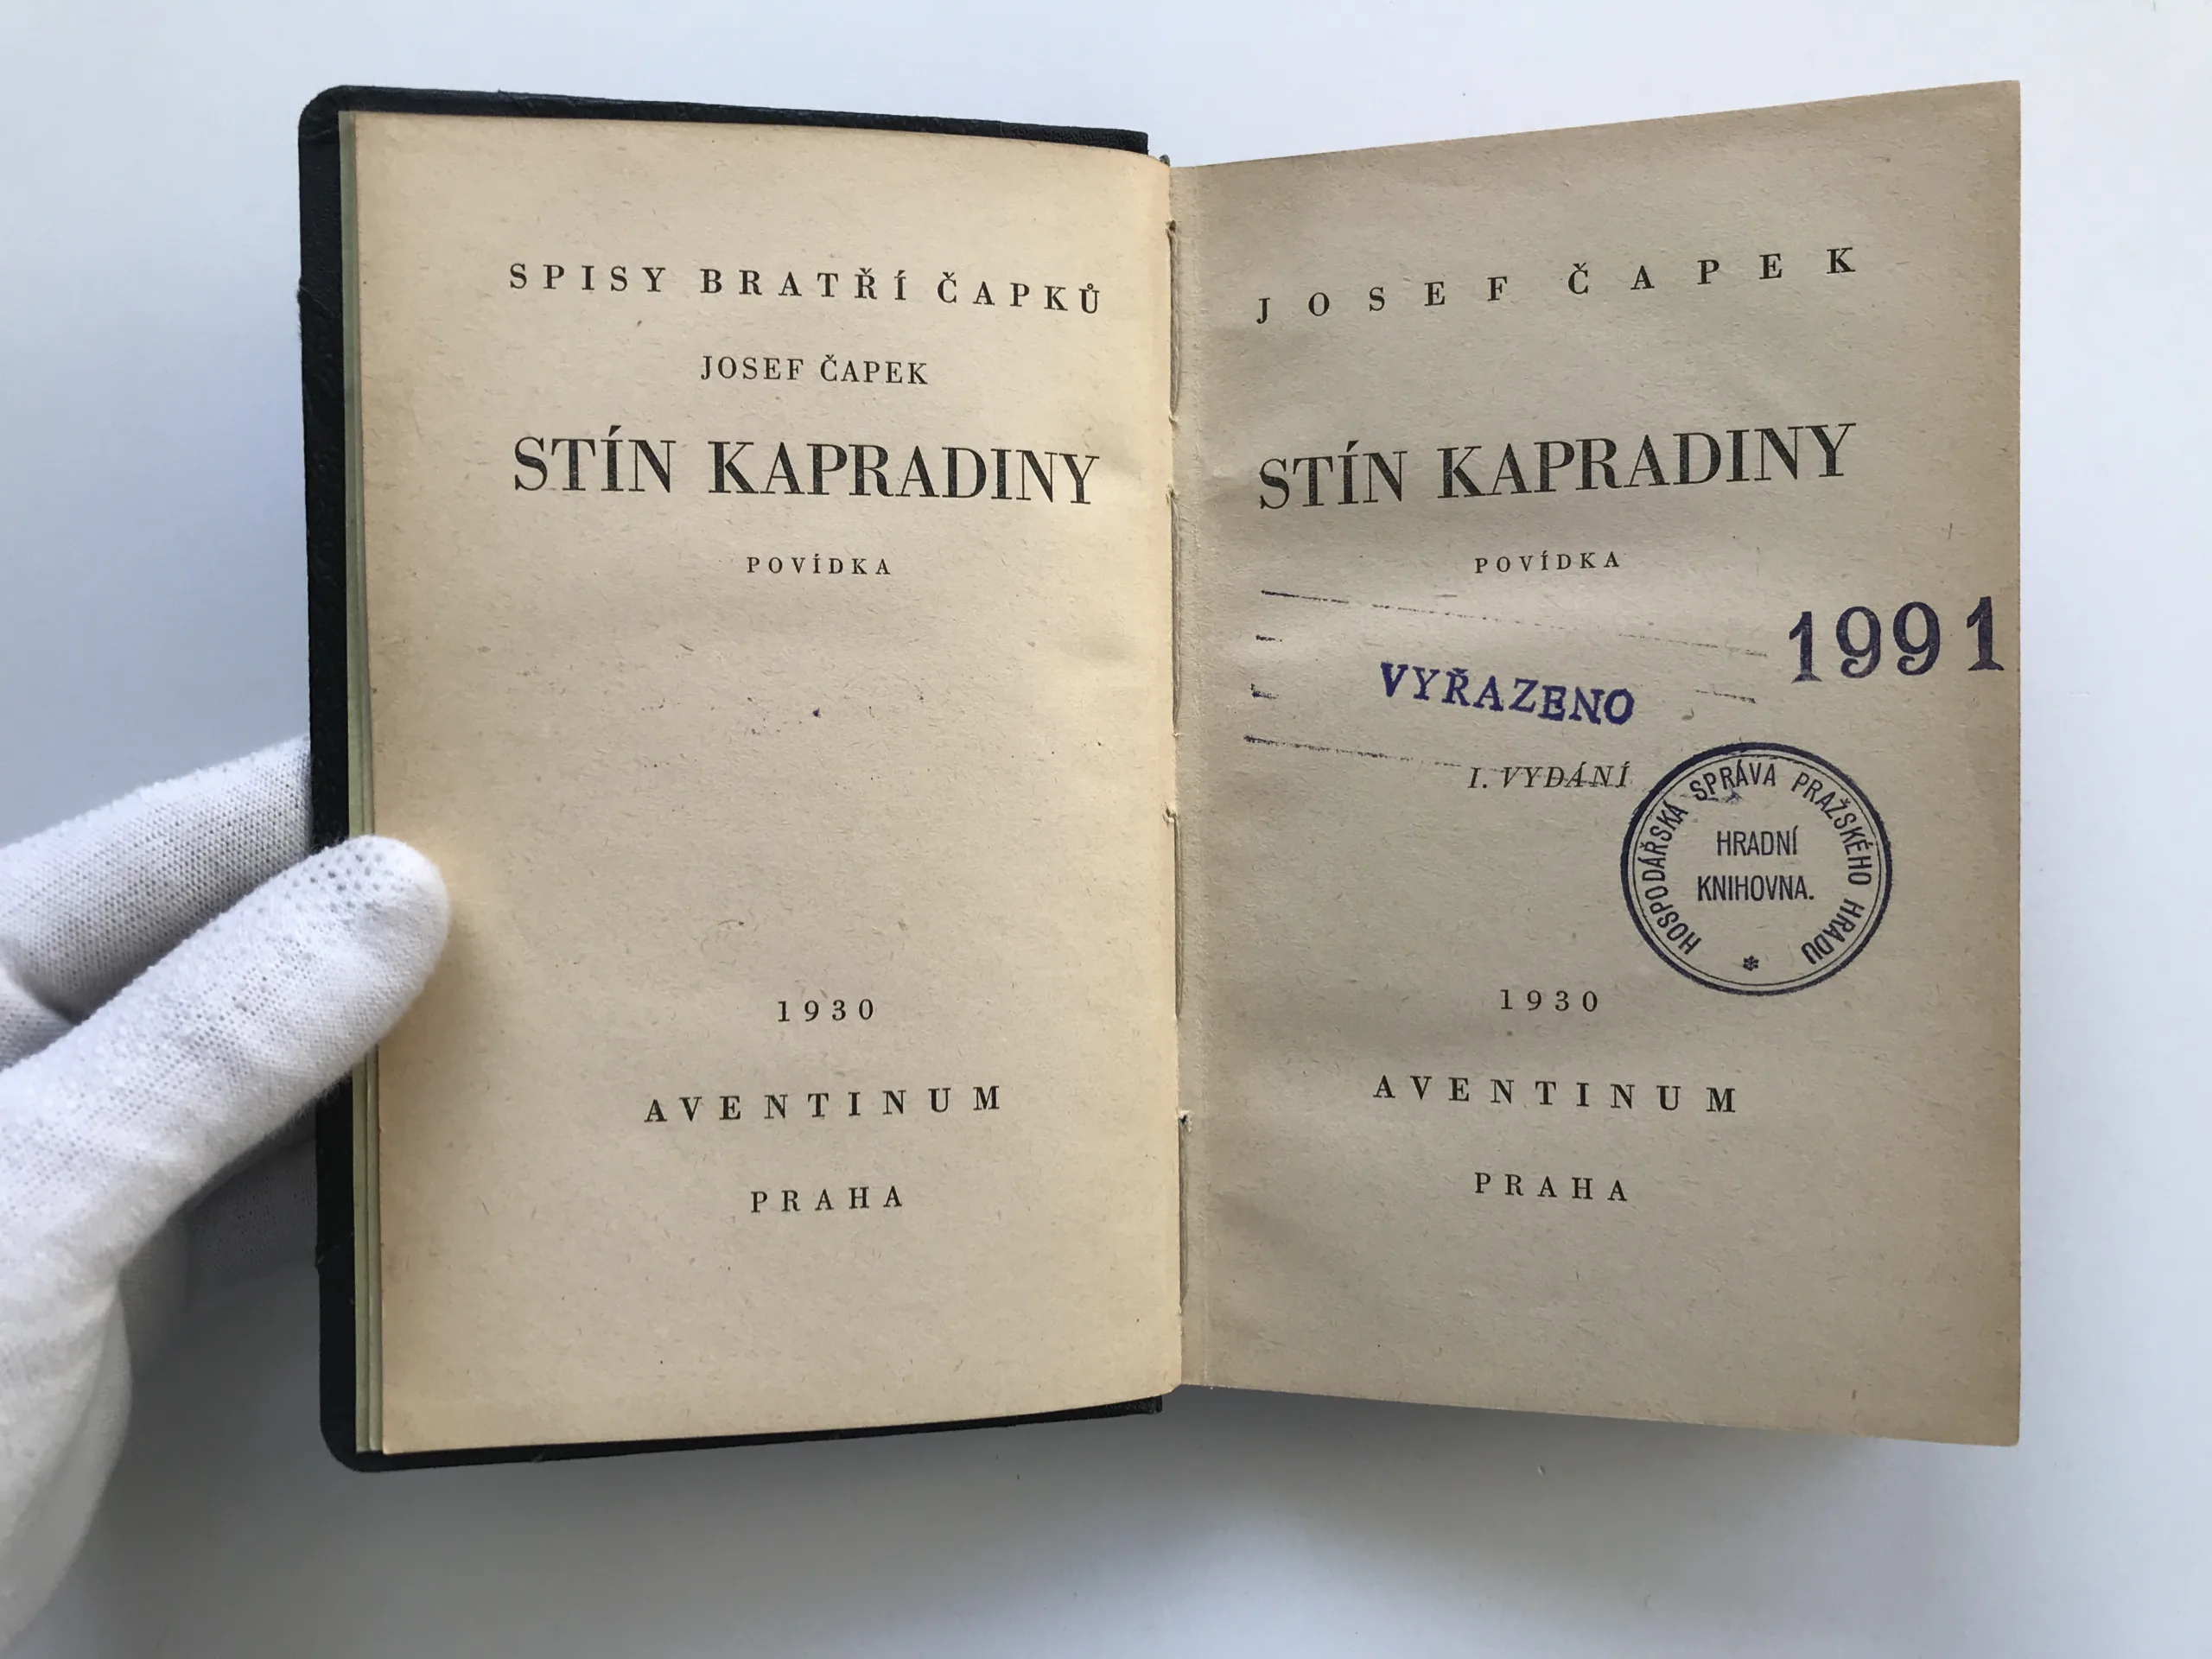 SPISY BRATŘÍ ČAPKŮ
JOSEF ČAPEK
STÍN KAPRADINY
POVÍDKA
1930
AVENTINUM
PRAHA
JOSEF ČAPEK
STÍN KAPRADINY
POVÍDKA
1991
VYŘAZENO
I. VYDÁNÍ
HOSPODÁŘSKÁ SPRÁVA PRAŽSKÉHO HRADU
HRADNÍ
KNIHOVNA.
1930
AVENTINUM
PRAHA